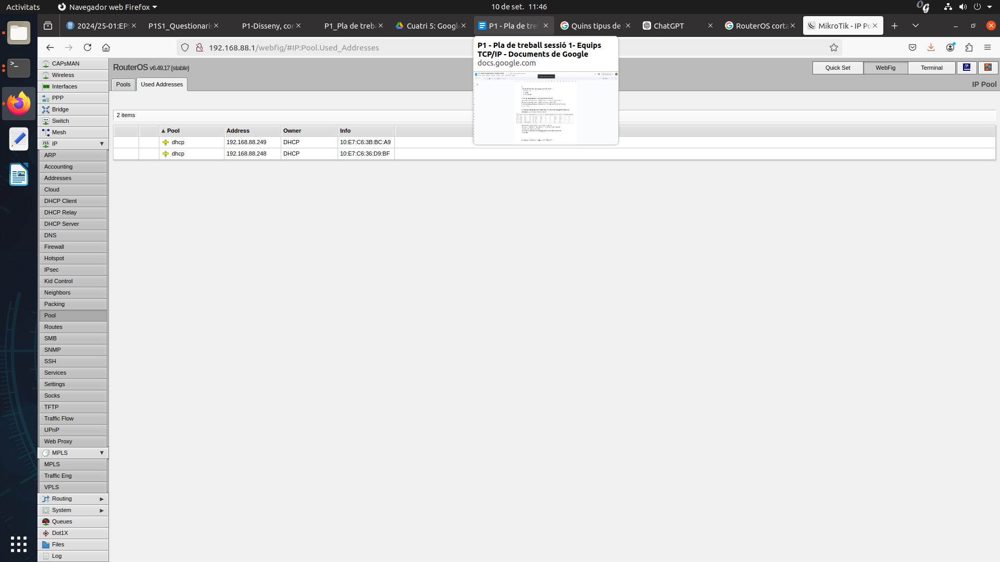 Activitats
Navegador web Firefox
10 de set. 11:46
2024/25-01:EPS
P1S1_Questionaris
P1-Disseny, con
P1_Pla de treba
Cuatri 5: Google
P1 - Pla de treb
Quins tipus de
ChatGPT
RouterOS corta
MikroTik - IP Po
192.168.88.1/webfig/#IP:Pool.Used_Addresses
P1 - Pla de treball sessió 1- Equips
TCP/IP - Documents de Google
docs.google.com
CAPsMAN
Wireless
Interfaces
PPP
Bridge
Switch
Mesh
IP
ARP
Accounting
Addresses
Cloud
DHCP Client
DHCP Relay
DHCP Server
DNS
Firewall
Hotspot
IPsec
Kid Control
Neighbors
Packing
Pool
Routes
SMB
SNMP
SSH
Services
Settings
Socks
TFTP
Traffic Flow
UPnP
Web Proxy
MPLS
MPLS
Traffic Eng
VPLS
Routing
System
Queues
Dot1X
Files
Log
RouterOS v6.49.17 (stable)
Quick Set WebFig Terminal
Pools Used Addresses
IP Pool
2 items
Pool Address Owner Info
dhcp 192.168.88.249 DHCP 10:E7:C6:3B:BC:A9
dhcp 192.168.88.248 DHCP 10:E7:C6:36:D9:BF